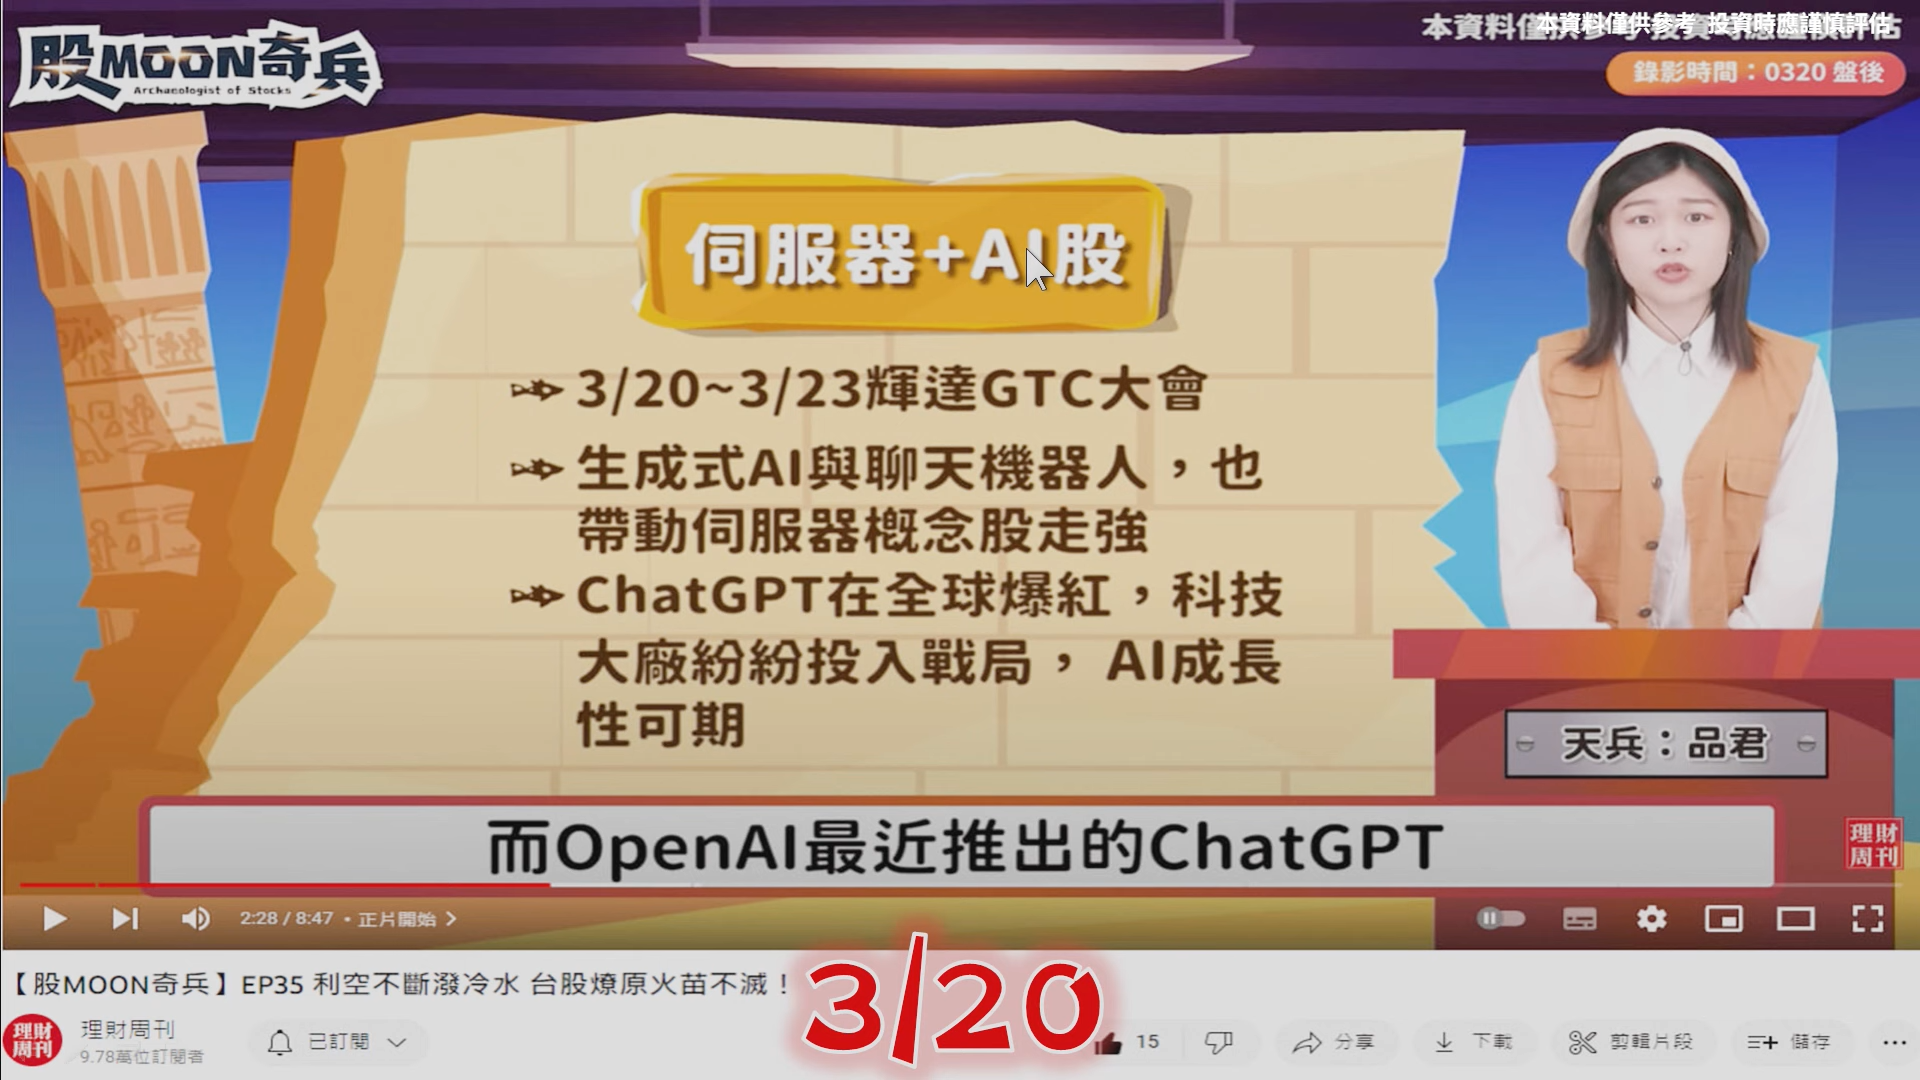 股MOON奇兵
Archaeologist of Stocks
本資料僅供參考 投資時應謹慎評估
錄影時間：0320 盤後
伺服器+AI股
3/20~3/23輝達GTC大會
生成式AI與聊天機器人，也
帶動伺服器概念股走強
ChatGPT在全球爆紅，科技
大廠紛紛投入戰局， AI成長
性可期
天兵：品君
理財
周刊
而OpenAI最近推出的ChatGPT
2:28 / 8:47 • 正片開始
【股MOON奇兵】EP35 利空不斷潑冷水 台股燎原火苗不滅！
3/20
理財
周刊
理財周刊
9.78萬位訂閱者
已訂閱
15
分享
下載
剪輯片段
儲存